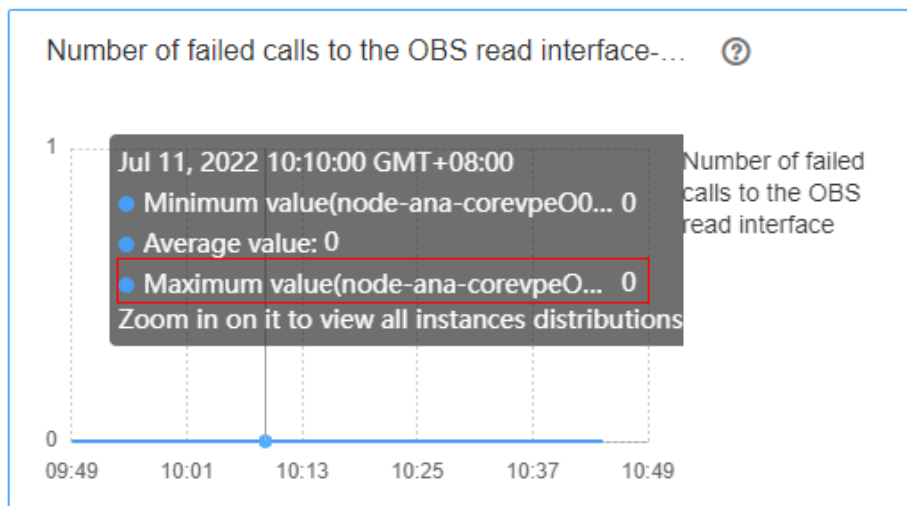 Number of failed calls to the OBS read interface-...
1
Jul 11, 2022 10:10:00 GMT+08:00
Minimum value(node-ana-corevpeO0... 0
Average value: 0
Maximum value(node-ana-corevpeO... 0
Zoom in on it to view all instances distributions
Number of failed
calls to the OBS
read interface
0
09:49 10:01 10:13 10:25 10:37 10:49